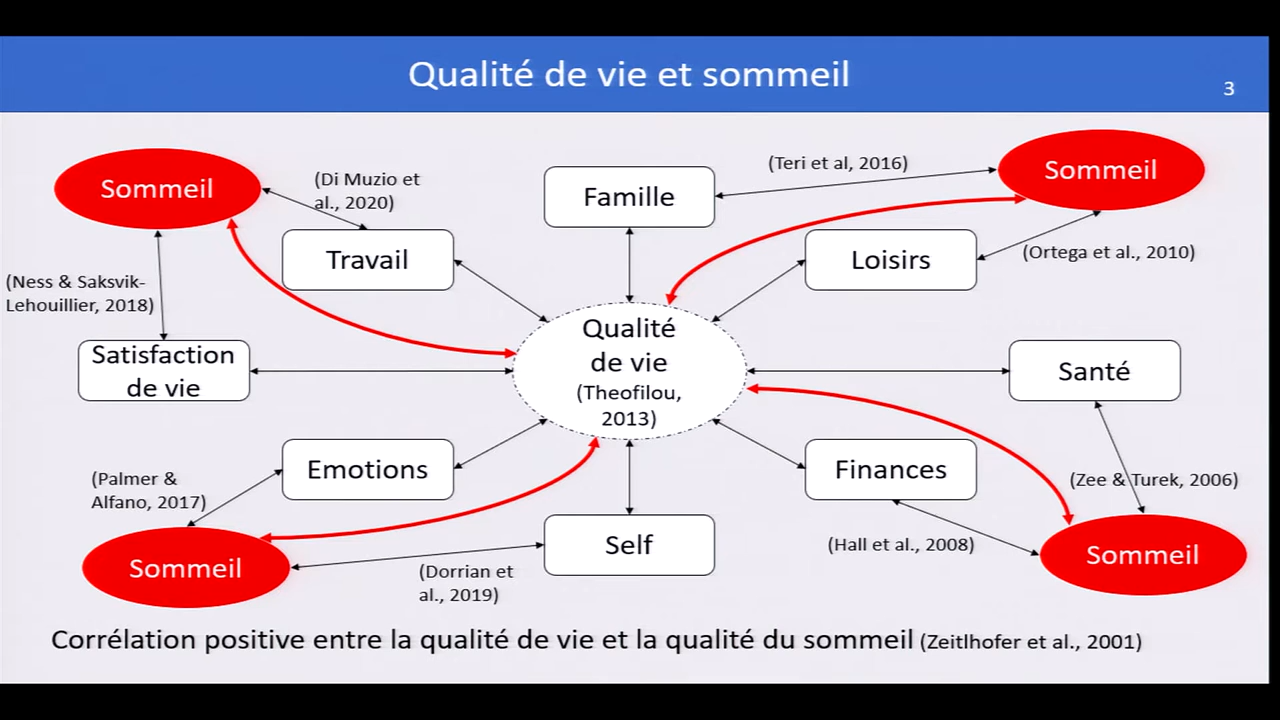 Qualité de vie et sommeil
3
Sommeil
(Di Muzio et
al., 2020)
Famille
(Teri et al, 2016)
Sommeil
Travail
Loisirs
(Ortega et al., 2010)
(Ness & Saksvik-
Lehouillier, 2018)
Satisfaction
de vie
Qualité
de vie
(Theofilou,
2013)
Santé
(Palmer &
Alfano, 2017)
Emotions
Finances
(Zee & Turek, 2006)
Sommeil
(Dorrian et
al., 2019)
Self
(Hall et al., 2008)
Sommeil
Corrélation positive entre la qualité de vie et la qualité du sommeil (Zeitlhofer et al., 2001)